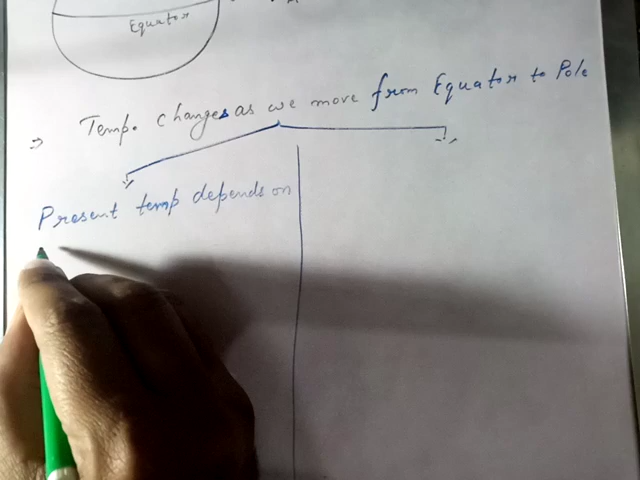 Equator
⇒ Temp. changes as we move from Equator to Pole
Present temp depends on